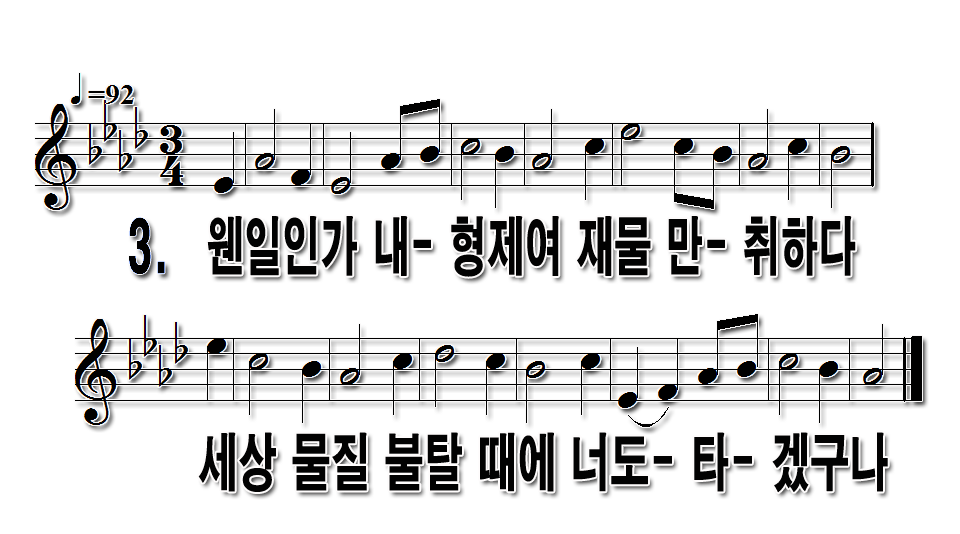 ♩=92
3/4
3. 웬일인가 내- 형제여 재물 만- 취하다
세상 물질 불탈 때에 너도- 타- 겠구나